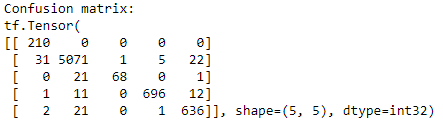 Confusion matrix:
tf.Tensor(
[[ 210    0    0    0    0]
 [  31 5071    1    5   22]
 [   0   21   68    0    1]
 [   1   11    0  696   12]
 [   2   21    0    1  636]], shape=(5, 5), dtype=int32)